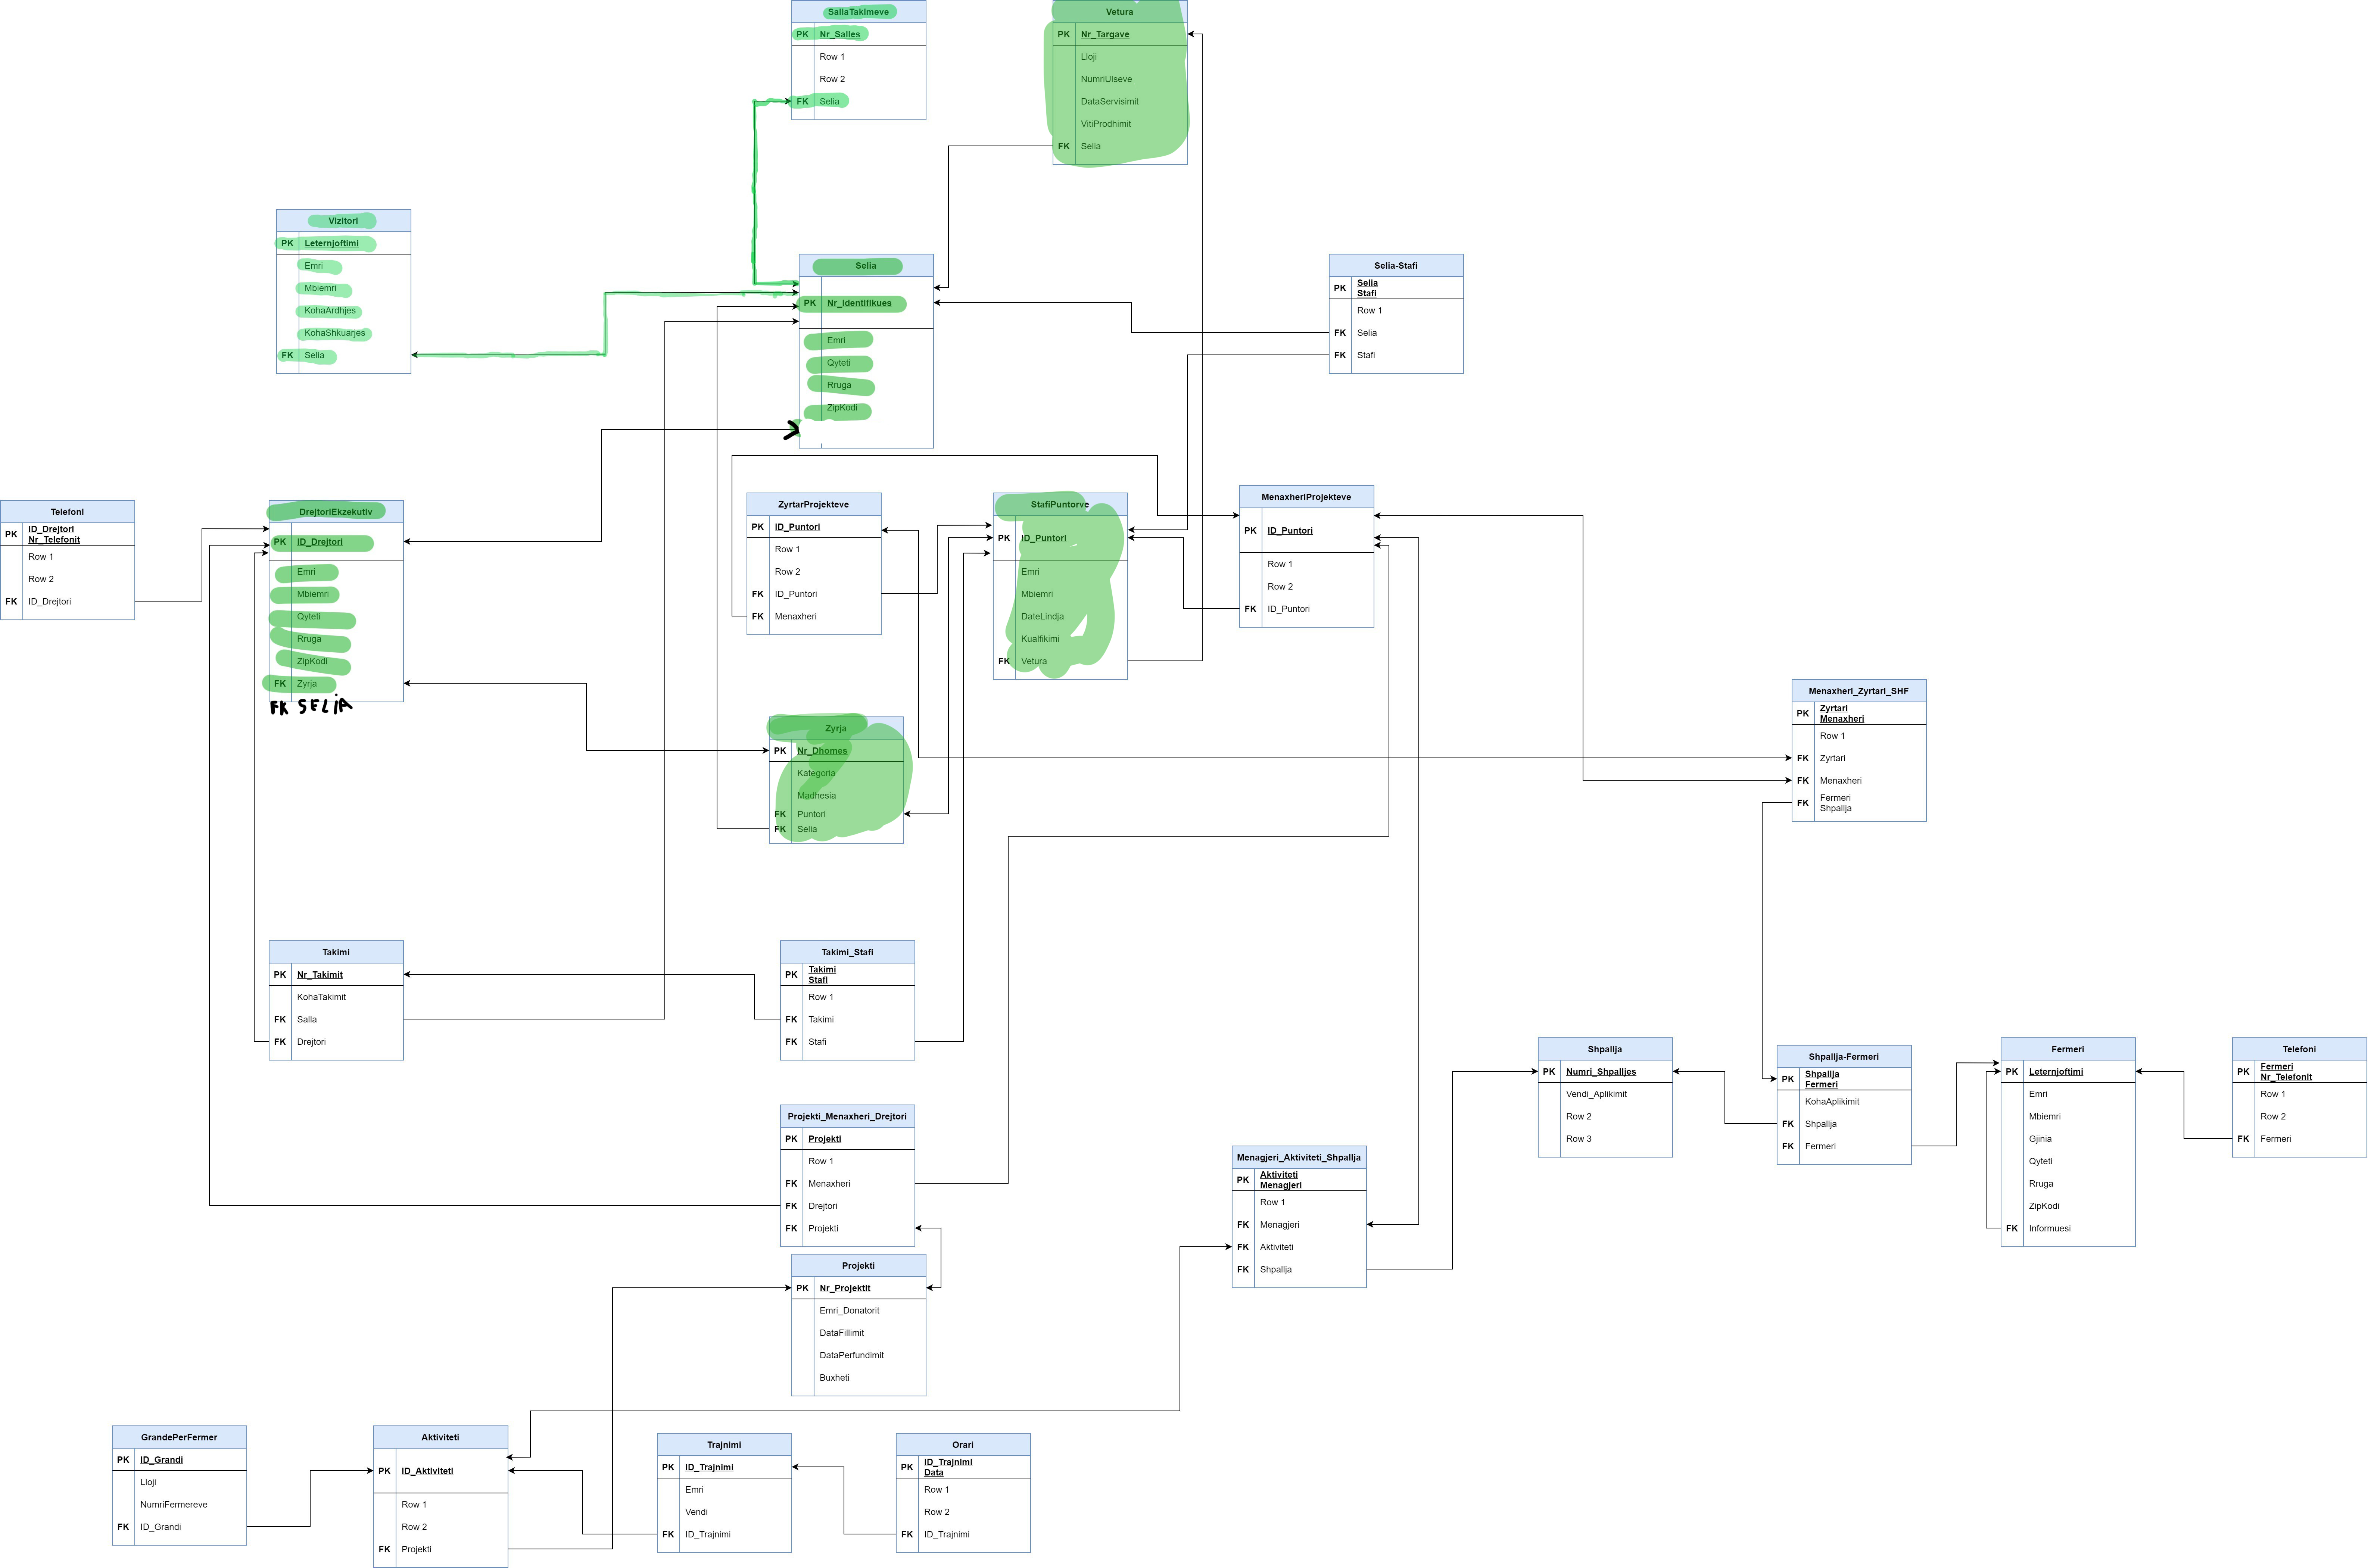 SallaTakimeve
PK Nr_Salles
Row 1
Row 2
FK Selia
Vetura
PK Nr_Targave
Lloji
NumriUlseve
DataServisimit
VitiProdhimit
FK Selia
Vizitori
PK Leternjoftimi
Emri
Mbiemri
KohaArdhjes
KohaShkuarjes
FK Selia
Selia
PK Nr_Identifikues
Emri
Qyteti
Rruga
ZipKodi
Selia-Stafi
PK Selia
Stafi
Row 1
FK Selia
FK Stafi
Telefoni
PK ID_Drejtori
Nr_Telefonit
Row 1
Row 2
FK ID_Drejtori
DrejtoriEkzekutiv
PK ID_Drejtori
Emri
Mbiemri
Qyteti
Rruga
ZipKodi
FK Zyrja
FK SELiA
ZyrtarProjekteve
PK ID_Puntori
Row 1
Row 2
FK ID_Puntori
FK Menaxheri
StafiPuntorve
PK ID_Puntori
Emri
Mbiemri
DateLindja
Kualfikimi
FK Vetura
MenaxheriProjekteve
PK ID_Puntori
Row 1
Row 2
FK ID_Puntori
Menaxheri_Zyrtari_SHF
PK Zyrtari
Menaxheri
Row 1
FK Zyrtari
FK Menaxheri
FK Fermeri
Shpallja
Zyrja
PK Nr_Dhomes
Kategoria
Madhesia
FK Puntori
FK Selia
Takimi
PK Nr_Takimit
KohaTakimit
FK Salla
FK Drejtori
Takimi_Stafi
PK Takimi
Stafi
Row 1
FK Takimi
FK Stafi
Shpallja
PK Numri_Shpalljes
Vendi_Aplikimit
Row 2
Row 3
Shpallja-Fermeri
PK Shpallja
Fermeri
KohaAplikimit
FK Shpallja
FK Fermeri
Fermeri
PK Leternjoftimi
Emri
Mbiemri
Gjinia
Qyteti
Rruga
ZipKodi
FK Informuesi
Telefoni
PK Fermeri
Nr_Telefonit
Row 1
Row 2
FK Fermeri
Projekti_Menaxheri_Drejtori
PK Projekti
Row 1
FK Menaxheri
FK Drejtori
FK Projekti
Menagjeri_Aktiviteti_Shpallja
PK Aktiviteti
Menagjeri
Row 1
FK Menagjeri
FK Aktiviteti
FK Shpallja
Projekti
PK Nr_Projektit
Emri_Donatorit
DataFillimit
DataPerfundimit
Buxheti
GrandePerFermer
PK ID_Grandi
Lloji
NumriFermereve
FK ID_Grandi
Aktiviteti
PK ID_Aktiviteti
Row 1
Row 2
FK Projekti
Trajnimi
PK ID_Trajnimi
Emri
Vendi
FK ID_Trajnimi
Orari
PK ID_Trajnimi
Data
Row 1
Row 2
FK ID_Trajnimi